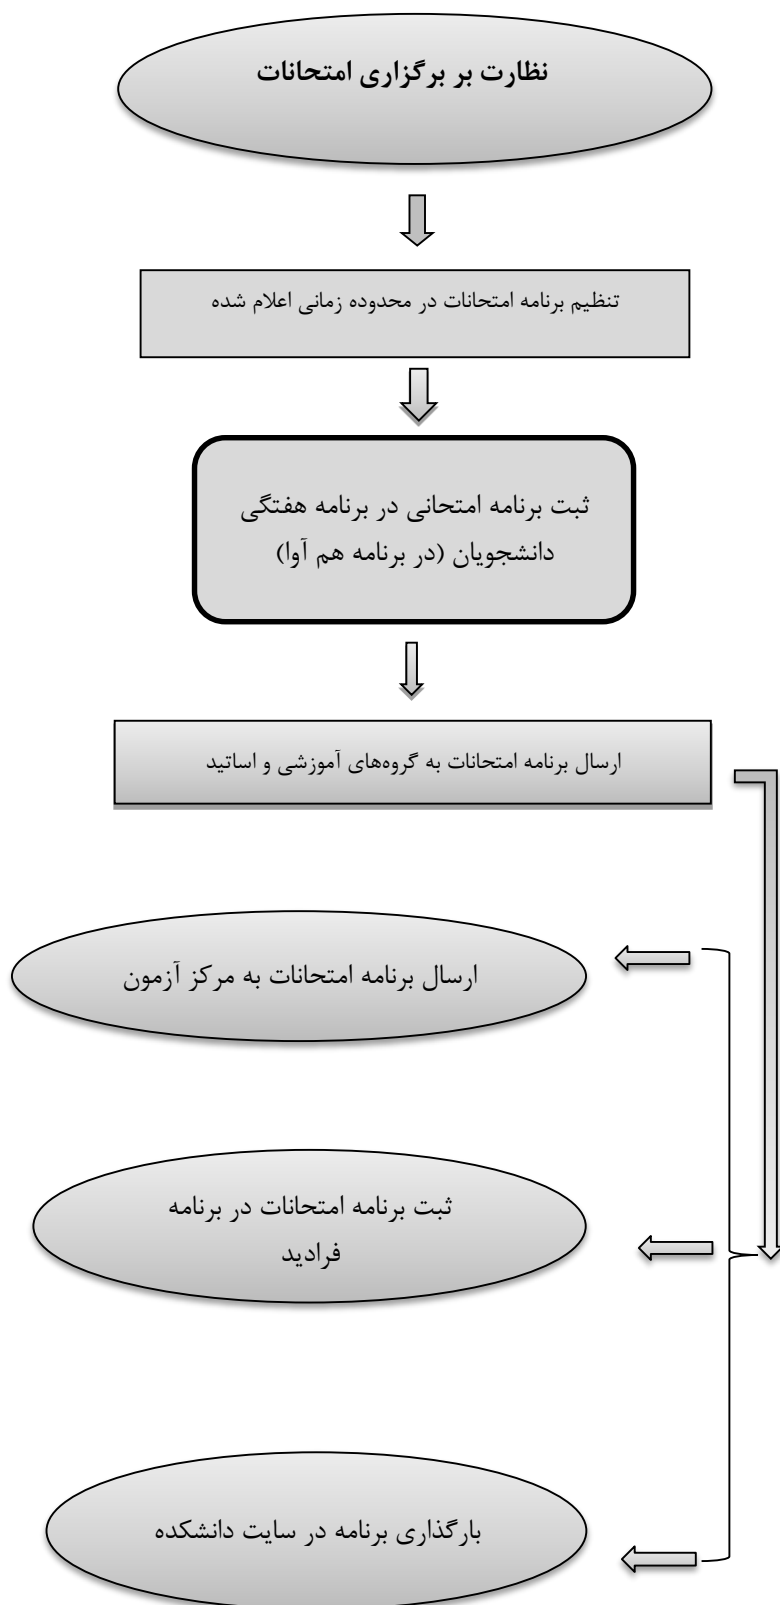 نظارت بر برگزاری امتحانات
تنظیم برنامه امتحانات در محدوده زمانی اعلام شده
ثبت برنامه امتحانی در برنامه هفتگی
دانشجویان (در برنامه هم آوا)
ارسال برنامه امتحانات به گروه‌های آموزشی و اساتید
ارسال برنامه امتحانات به مرکز آزمون
ثبت برنامه امتحانات در برنامه
فرادید
بارگذاری برنامه در سایت دانشکده